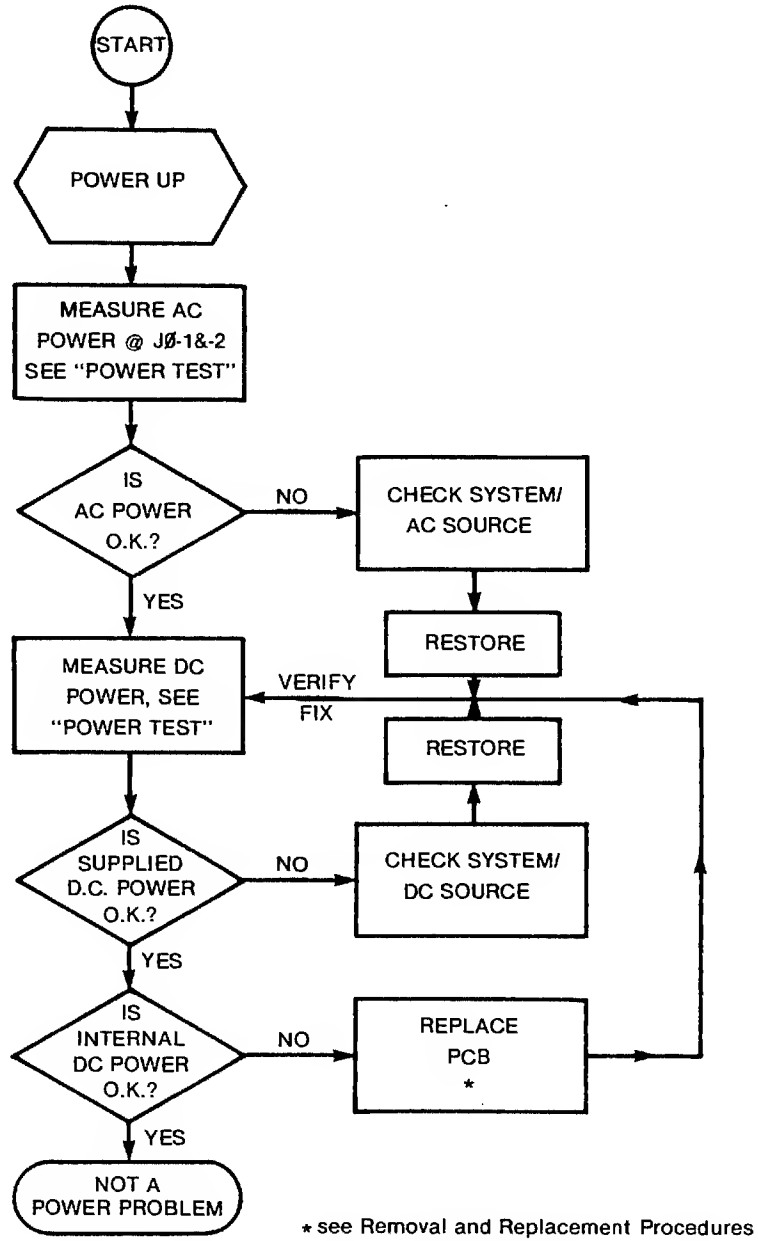 START
POWER UP
MEASURE AC
POWER @ JØ-1&-2
SEE "POWER TEST"
IS
AC POWER
O.K.?
NO
CHECK SYSTEM/
AC SOURCE
YES
RESTORE
MEASURE DC
POWER, SEE
"POWER TEST"
VERIFY
FIX
RESTORE
IS
SUPPLIED
D.C. POWER
O.K.?
NO
CHECK SYSTEM/
DC SOURCE
YES
IS
INTERNAL
DC POWER
O.K.?
NO
REPLACE
PCB
*
YES
NOT A
POWER PROBLEM
* see Removal and Replacement Procedures